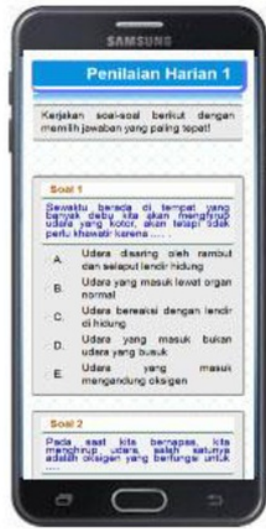 SAMSUNG
Penilaian Harian 1
Kerjakan soal-soal berikut dengan
memilih jawaban yang paling tepat!
Soal 1
Sewaktu berada di tempat yang
banyak debu kita akan menghirup
udara yang kotor, akan tetapi tidak
perlu khawatir karena .... .
A. Udara disaring oleh rambut
dan selaput lendir hidung
B. Udara yang masuk lewat organ
normal
C. Udara bereaksi dengan lendir
di hidung
D. Udara yang masuk bukan
udara yang busuk
E. Udara yang masuk
mengandung oksigen
Soal 2
Pada saat kita bernapas, kita
menghirup udara, salah satunya
adalah oksigen yang berfungsi untuk
....